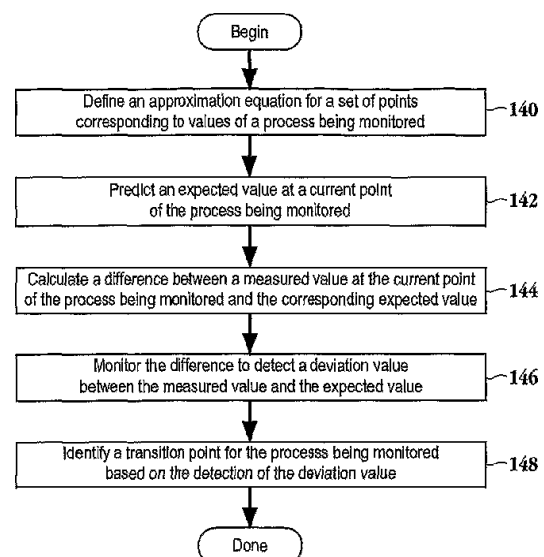 Begin
Define an approximation equation for a set of points
corresponding to values of a process being monitored
140
Predict an expected value at a current point
of the process being monitored
142
Calculate a difference between a measured value at the current point
of the process being monitored and the corresponding expected value
144
Monitor the difference to detect a deviation value
between the measured value and the expected value
146
Identify a transition point for the processs being monitored
based on the detection of the deviation value
148
Done